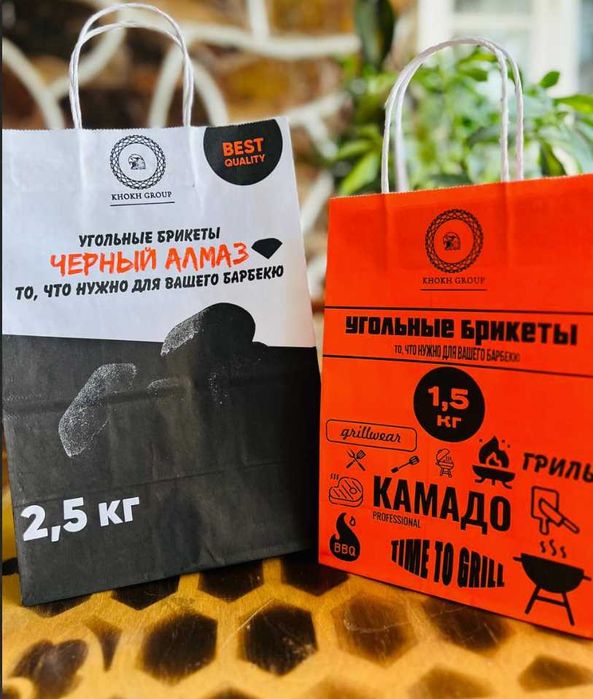 KHOKH GROUP
BEST
QUALITY
УГОЛЬНЫЕ БРИКЕТЫ
ЧЕРНЫЙ АЛМАЗ
ТО, ЧТО НУЖНО ДЛЯ ВАШЕГО БАРБЕКЮ
2,5 КГ
KHOKH GROUP
УГОЛЬНЫЕ БРИКЕТЫ
ТО, ЧТО НУЖНО ДЛЯ ВАШЕГО БАРБЕКЮ
1,5
КГ
grillwear
ГРИЛЬ
КАМАДО
PROFESSIONAL
BBQ
TIME TO GRILL